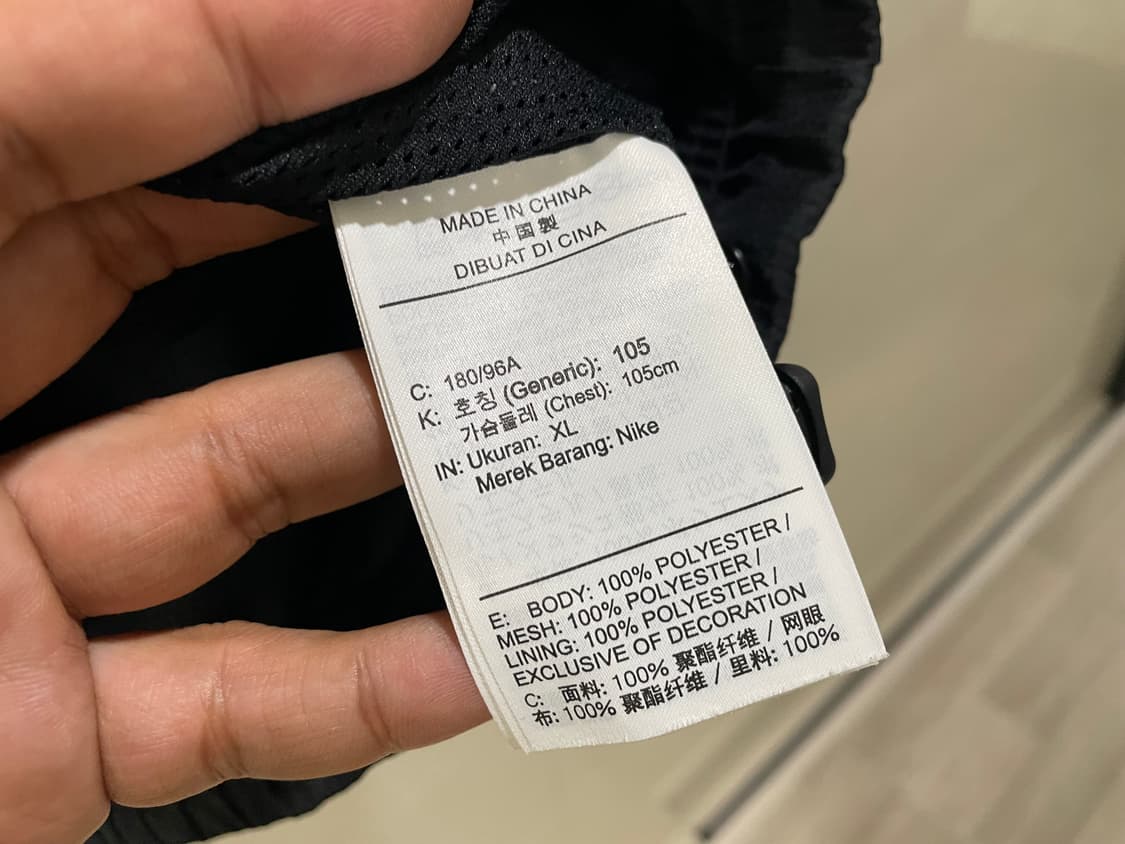 MADE IN CHINA
中国製
DIBUAT DI CINA
C: 180/96A
K: 호칭 (Generic): 105
가슴둘레 (Chest): 105cm
IN: Ukuran: XL
Merek Barang: Nike
E: BODY: 100% POLYESTER /
MESH: 100% POLYESTER /
LINING: 100% POLYESTER /
EXCLUSIVE OF DECORATION
C: 面料: 100% 聚酯纤维 / 网眼
布: 100% 聚酯纤维 / 里料: 100%